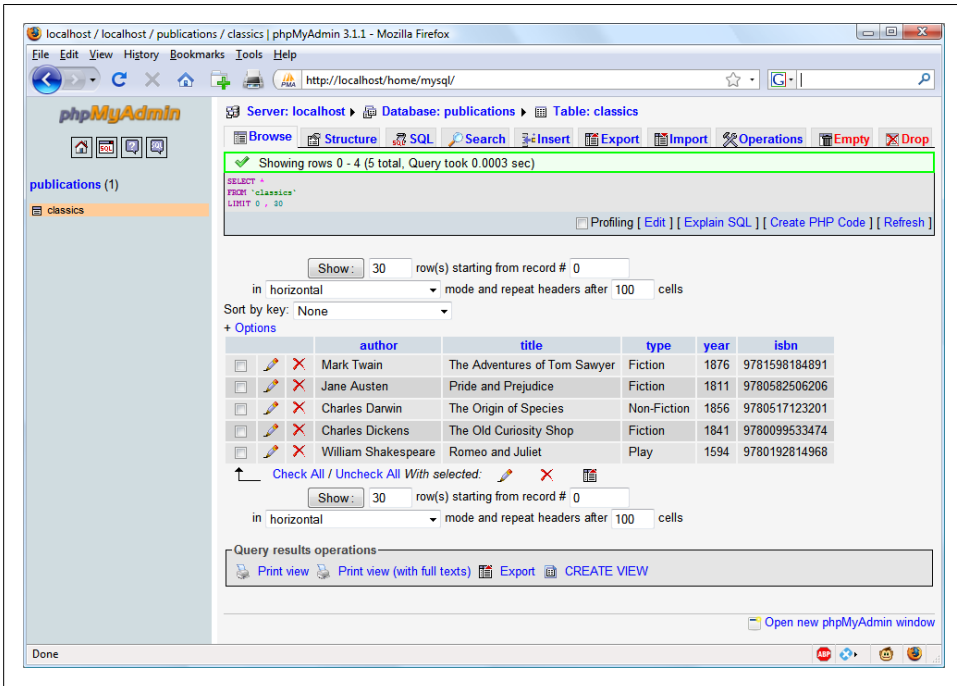 localhost / localhost / publications / classics | phpMyAdmin 3.1.1 - Mozilla Firefox
File Edit View History Bookmarks Tools Help
http://localhost/home/mysql/
phpMyAdmin
publications (1)
classics
Server: localhost Database: publications Table: classics
Browse Structure SQL Search Insert Export Import Operations Empty Drop
Showing rows 0 - 4 (5 total, Query took 0.0003 sec)
SELECT *
FROM `classics`
LIMIT 0 , 30
Profiling [ Edit ] [ Explain SQL ] [ Create PHP Code ] [ Refresh ]
Show : 30 row(s) starting from record # 0
in horizontal mode and repeat headers after 100 cells
Sort by key: None
+ Options
author title type year isbn
Mark Twain The Adventures of Tom Sawyer Fiction 1876 9781598184891
Jane Austen Pride and Prejudice Fiction 1811 9780582506206
Charles Darwin The Origin of Species Non-Fiction 1856 9780517123201
Charles Dickens The Old Curiosity Shop Fiction 1841 9780099533474
William Shakespeare Romeo and Juliet Play 1594 9780192814968
Check All / Uncheck All With selected:
Show : 30 row(s) starting from record # 0
in horizontal mode and repeat headers after 100 cells
Query results operations
Print view Print view (with full texts) Export CREATE VIEW
Open new phpMyAdmin window
Done
ABP